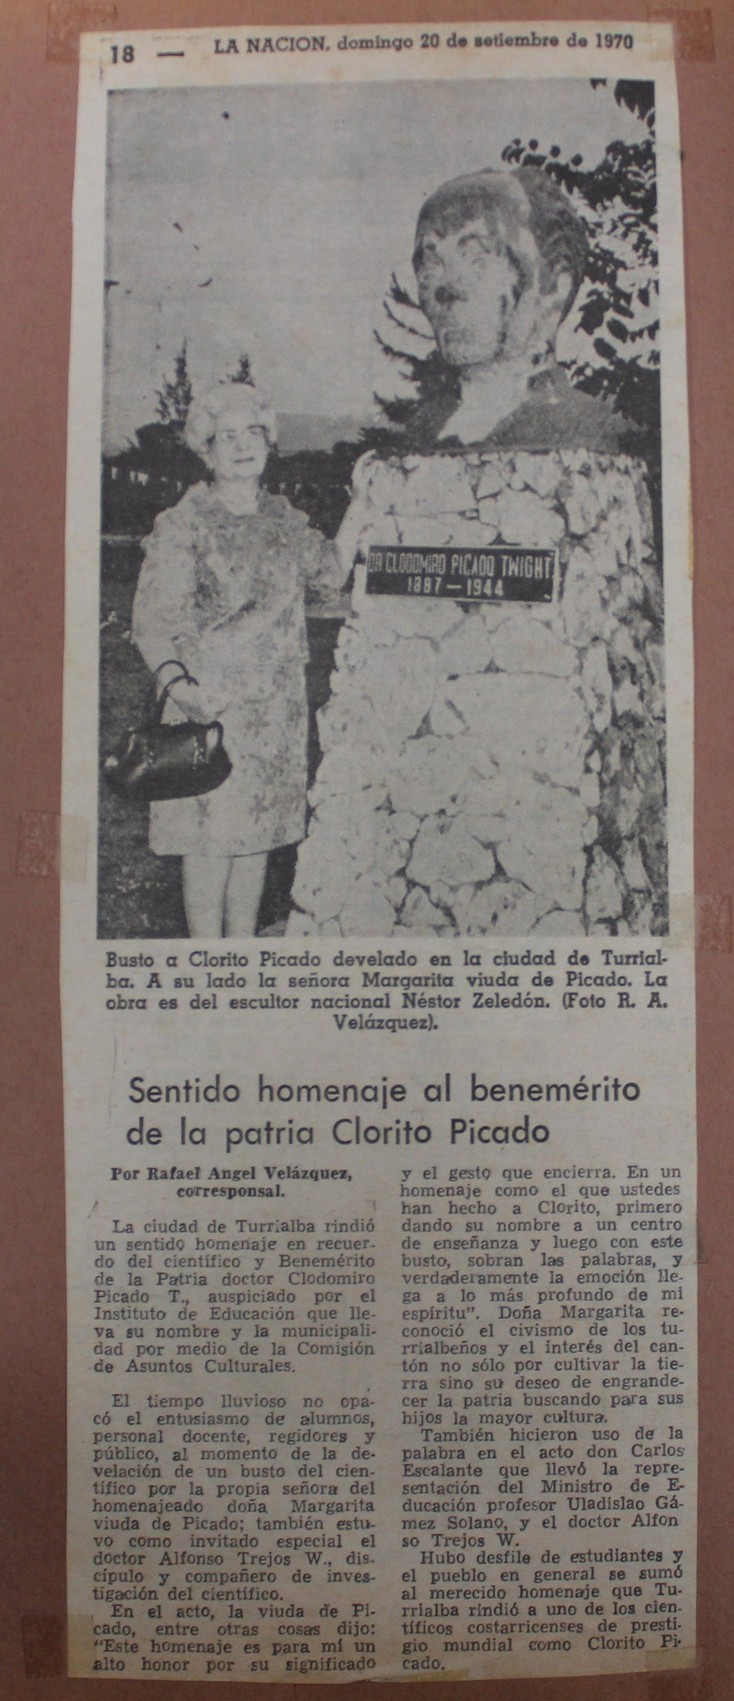 18 — LA NACION. domingo 20 de setiembre de 1970
DR CLODOMIRO PICADO TWIGHT
1887 — 1944
Busto a Clorito Picado develado en la ciudad de Turrial-
ba. A su lado la señora Margarita viuda de Picado. La
obra es del escultor nacional Néstor Zeledón. (Foto R. A.
Velázquez).
Sentido homenaje al benemérito
de la patria Clorito Picado
Por Rafael Angel Velázquez,
corresponsal.
La ciudad de Turrialba rindió
un sentido homenaje en recuer-
do del científico y Benemérito
de la Patria doctor Clodomiro
Picado T., auspiciado por el
Instituto de Educación que lle-
va su nombre y la municipali-
dad por medio de la Comisión
de Asuntos Culturales.
El tiempo lluvioso no opa-
có el entusiasmo de alumnos,
personal docente, regidores y
público, al momento de la de-
velación de un busto del cien-
tífico por la propia señora del
homenajeado doña Margarita
viuda de Picado; también estu-
vo como invitado especial el
doctor Alfonso Trejos W., dis-
cípulo y compañero de inves-
tigación del científico.
En el acto, la viuda de Pi-
cado, entre otras cosas dijo:
"Este homenaje es para mí un
alto honor por su significado
y el gesto que encierra. En un
homenaje como el que ustedes
han hecho a Clorito, primero
dando su nombre a un centro
de enseñanza y luego con este
busto, sobran las palabras, y
verdaderamente la emoción lle-
ga a lo más profundo de mi
espíritu". Doña Margarita re-
conoció el civismo de los tu-
rrialbeños y el interés del can-
tón no sólo por cultivar la tie-
rra sino su deseo de engrande-
cer la patria buscando para sus
hijos la mayor cultura.
También hicieron uso de la
palabra en el acto don Carlos
Escalante que llevó la repre-
sentación del Ministro de E-
ducación profesor Uladislao Gá-
mez Solano, y el doctor Alfon
so Trejos W.
Hubo desfile de estudiantes y
el pueblo en general se sumó
al merecido homenaje que Tu-
rrialba rindió a uno de los cien-
tíficos costarricenses de presti-
gio mundial como Clorito Pi-
cado.